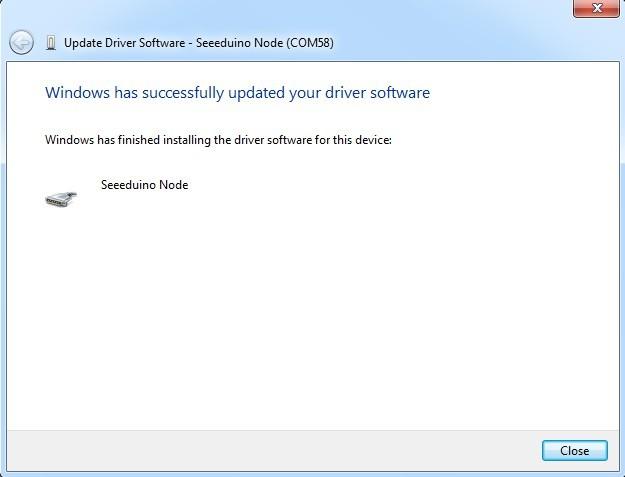 Update Driver Software - Seeeduino Node (COM58)
Windows has successfully updated your driver software
Windows has finished installing the driver software for this device:
Seeeduino Node
Close